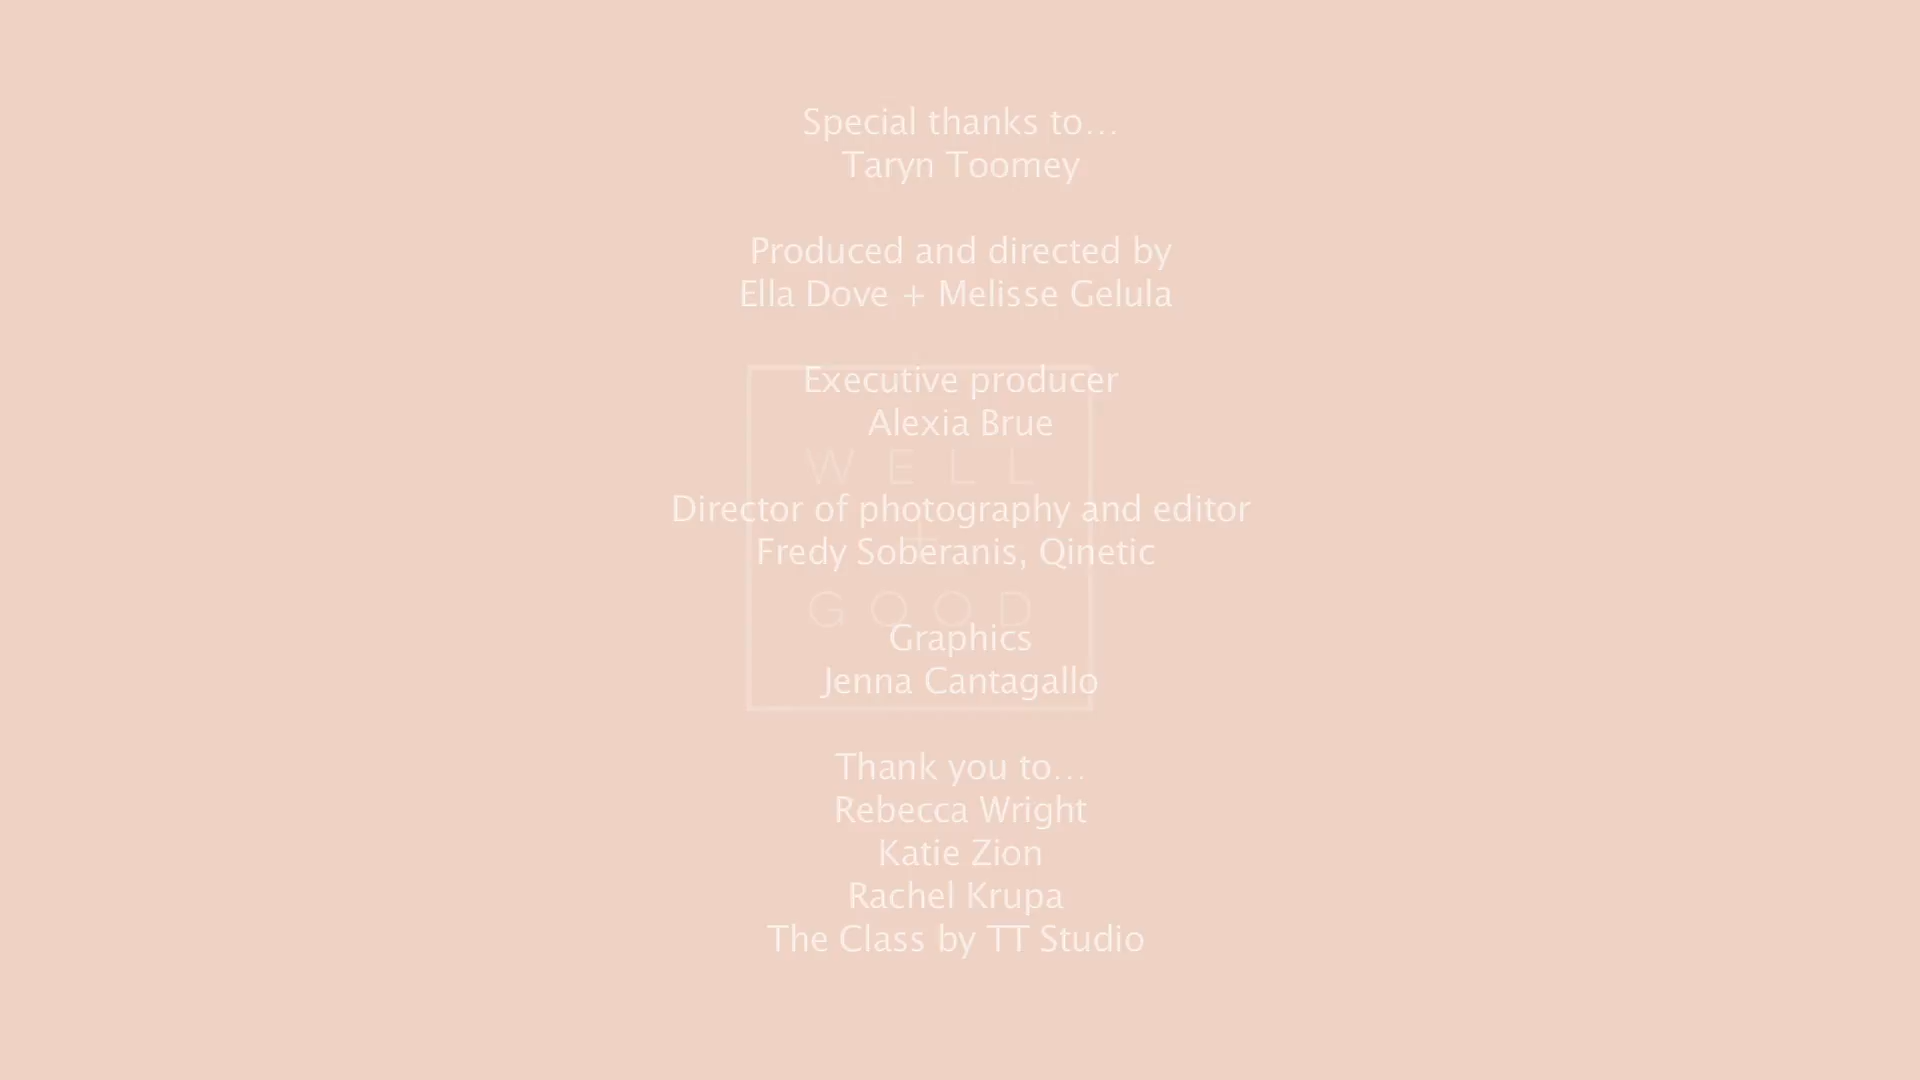 Special thanks to...
Taryn Toomey
Produced and directed by
Ella Dove + Melisse Gelula
Executive producer
Alexia Brue
WELL
Director of photography and editor
+
Fredy Soberanis, Qinetic
GOOD
Graphics
Jenna Cantagallo
Thank you to...
Rebecca Wright
Katie Zion
Rachel Krupa
The Class by TT Studio